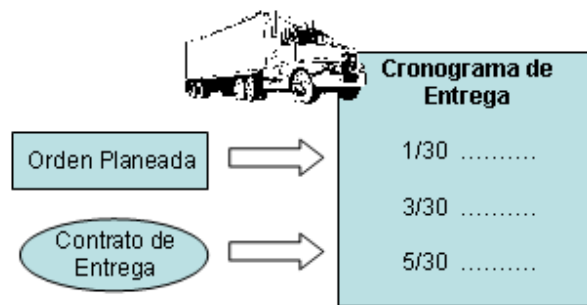 Cronograma de
Entrega
Orden Planeada
1/30 ..........
3/30 ..........
Contrato de
Entrega
5/30 ..........